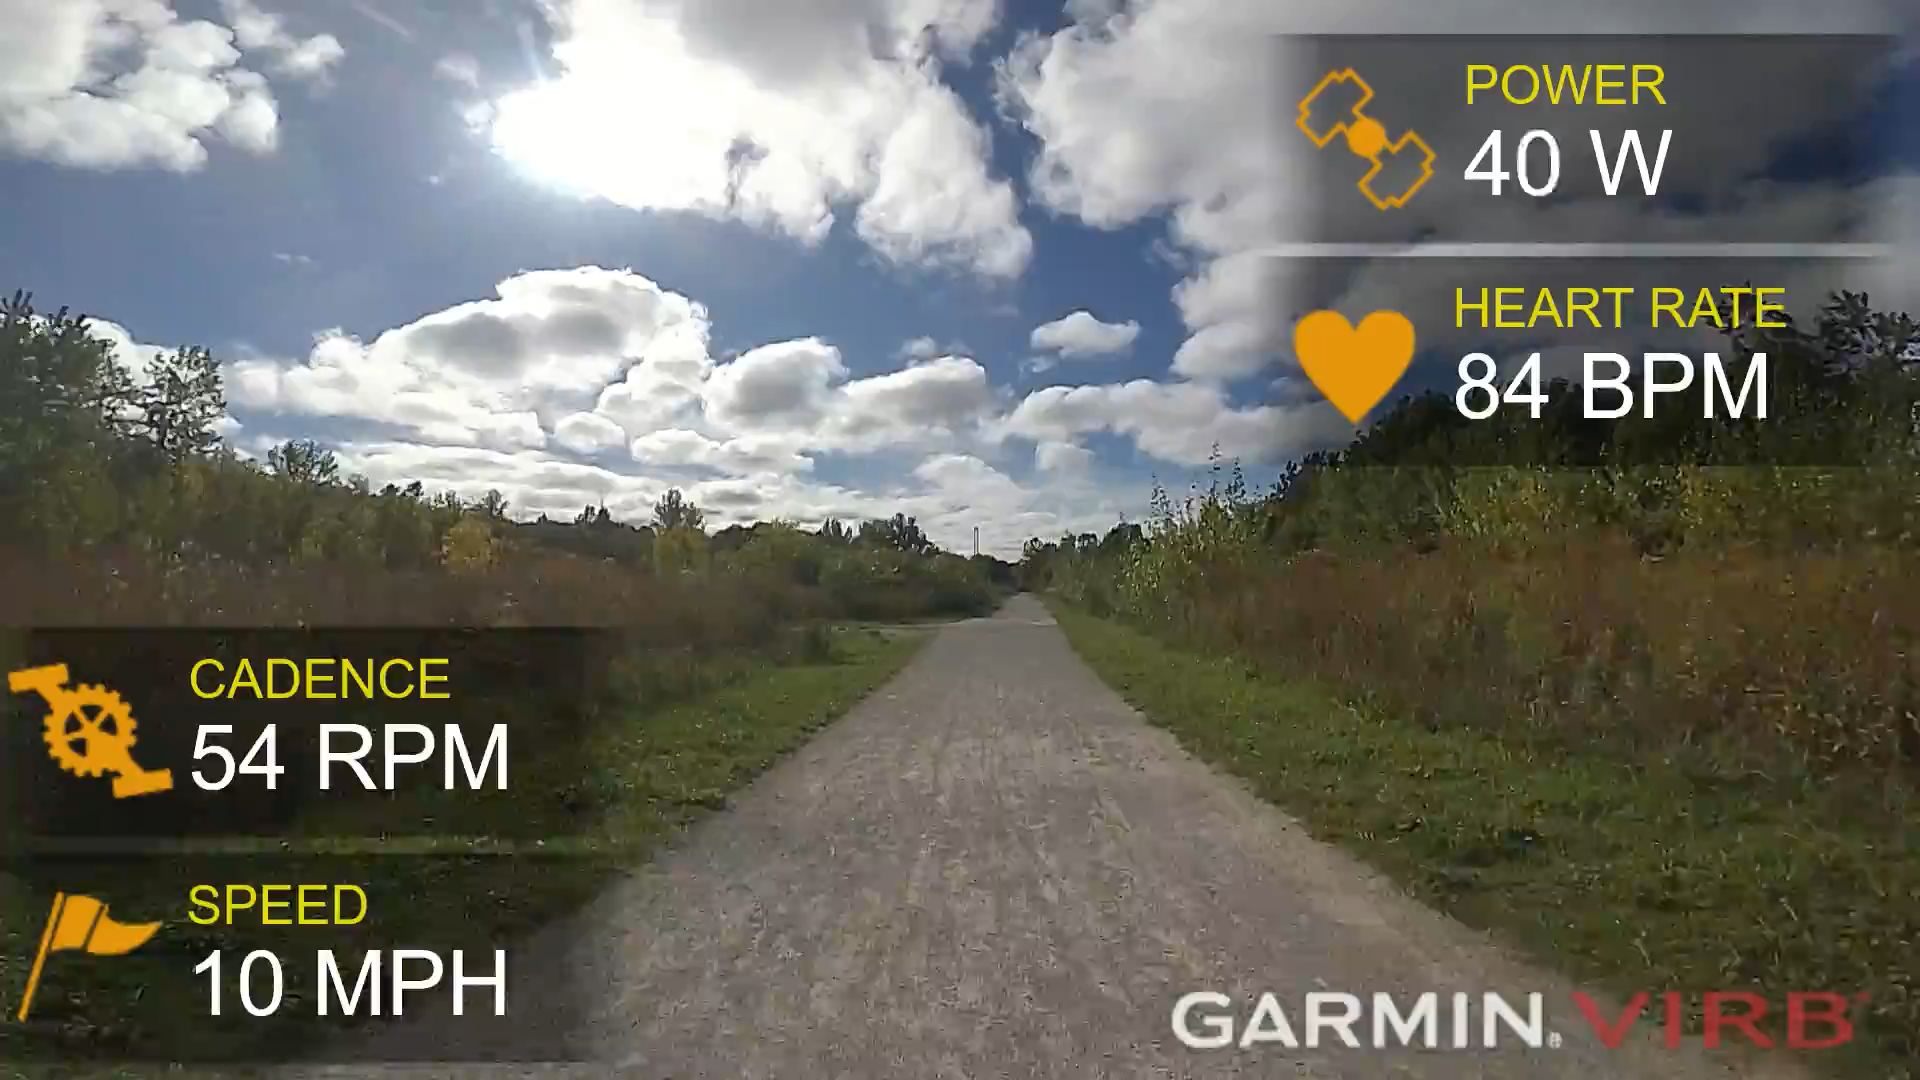 POWER
40 W
HEART RATE
84 BPM
CADENCE
54 RPM
SPEED
10 MPH
GARMIN® VIRB